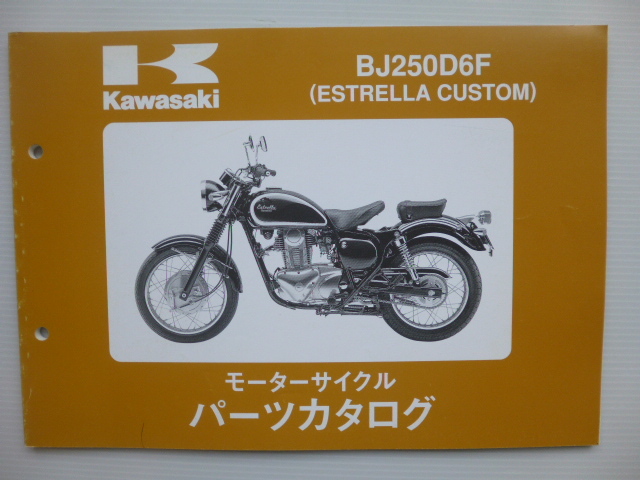 Kawasaki
BJ250D6F
(ESTRELLA CUSTOM)
Estrella
モーターサイクル
パーツカタログ